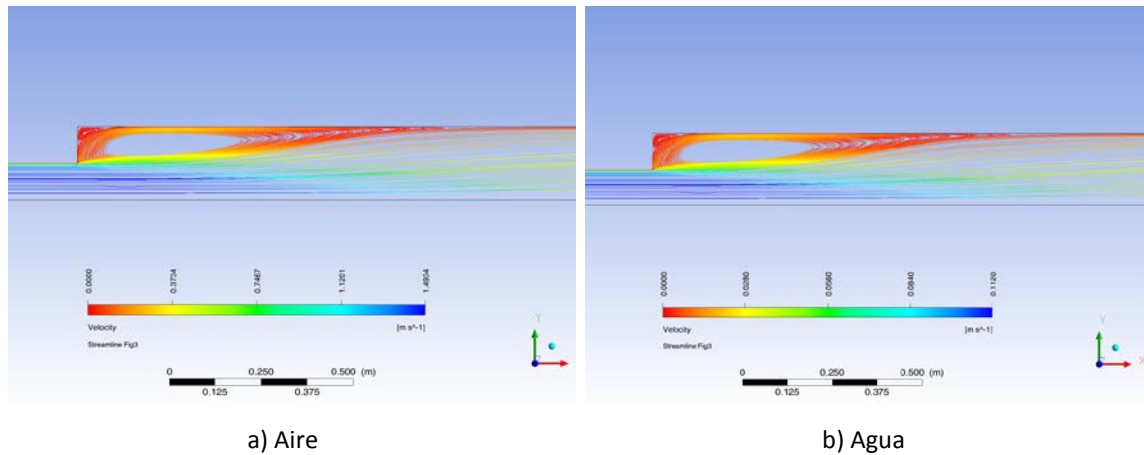 0.0000
0.3734
0.7467
1.1201
1.4934
Velocity
[m s^-1]
Streamline Fig3
Y
0
0.250
0.500
(m)
0.125
0.375
a) Aire
0.0000
0.0280
0.0560
0.0840
0.1120
Velocity
[m s^-1]
Streamline Fig3
Y
X
0
0.250
0.500
(m)
0.125
0.375
b) Agua